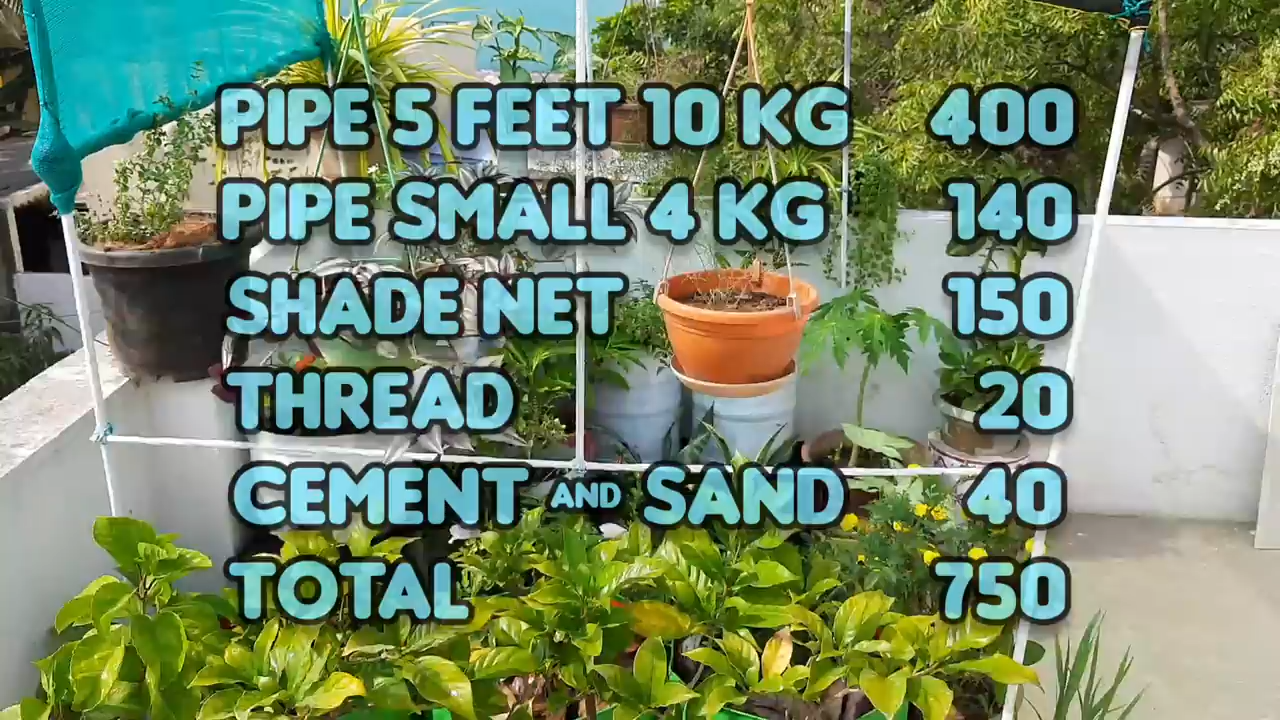 PIPE 5 FEET 10 KG 400
PIPE SMALL 4 KG 140
SHADE NET 150
THREAD 20
CEMENT AND SAND 40
TOTAL 750